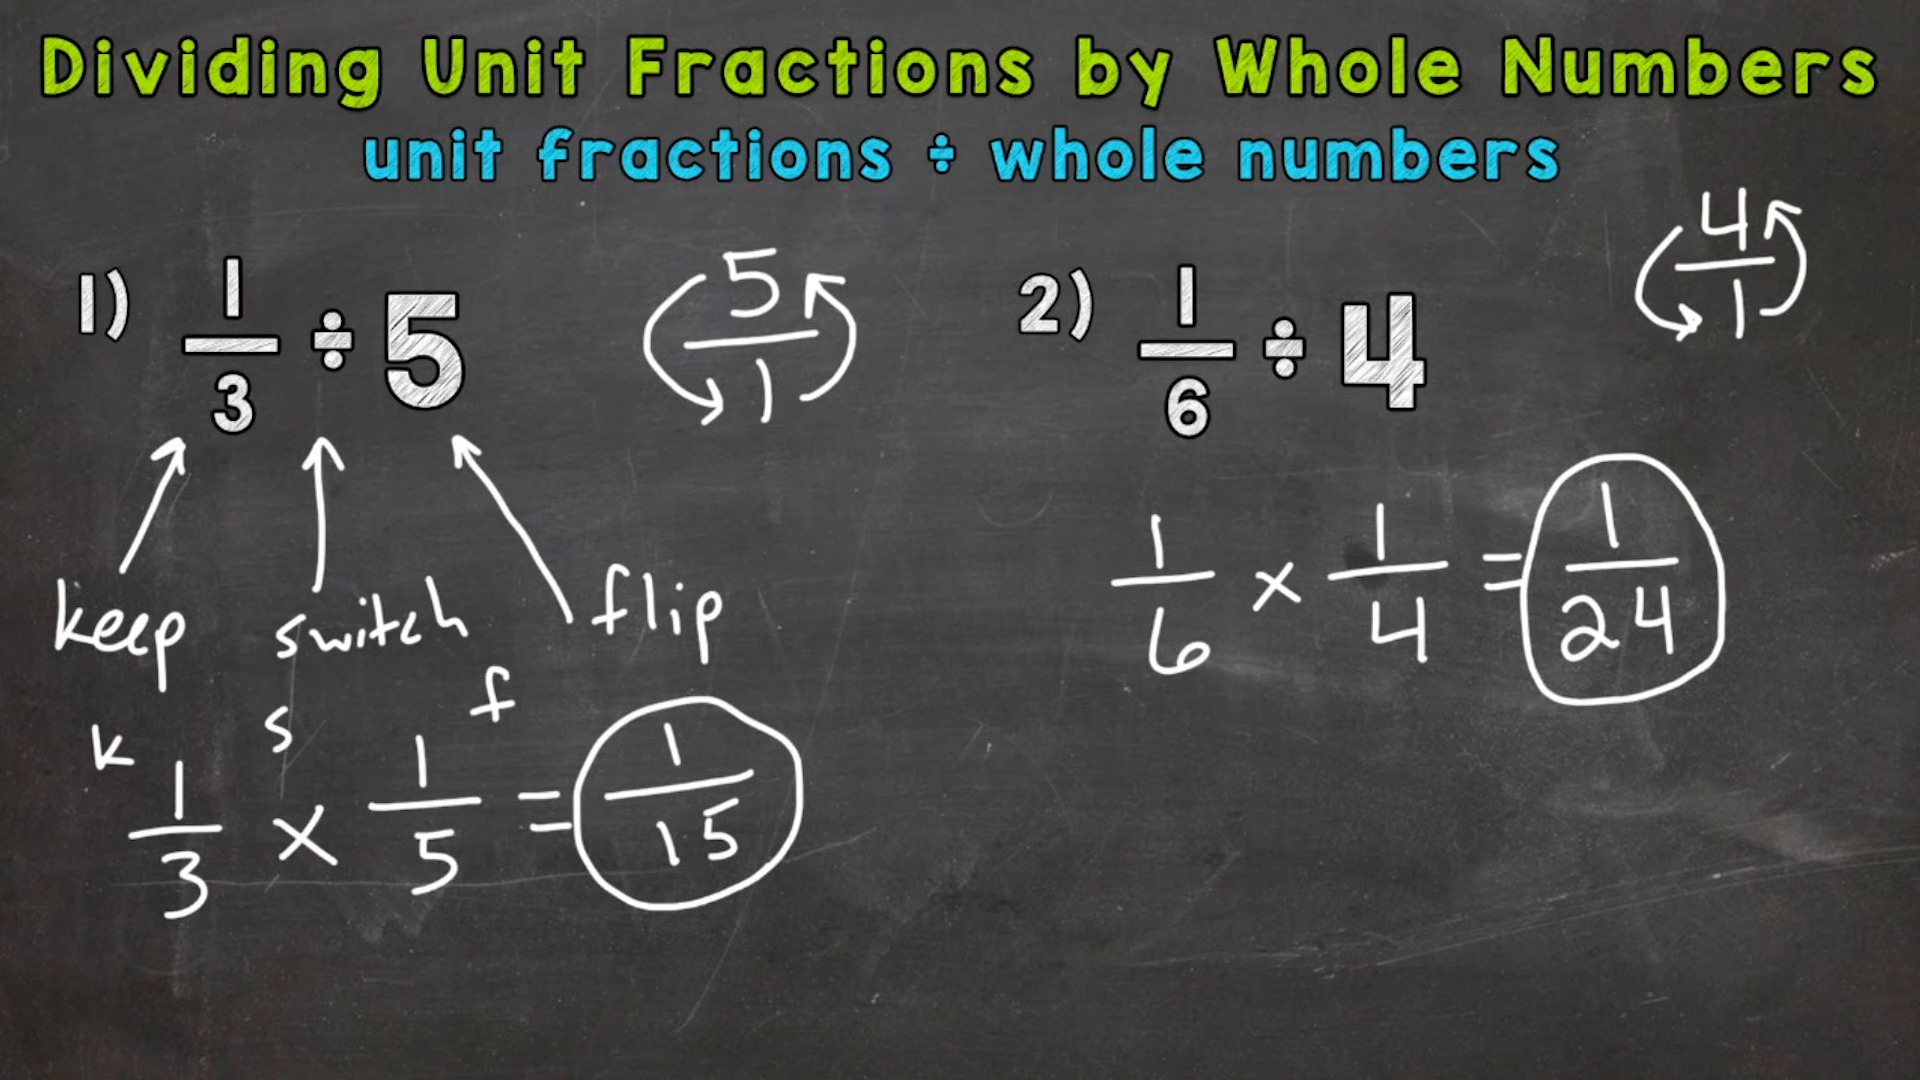 Dividing Unit Fractions by Whole Numbers
unit fractions ÷ whole numbers
1) 1/3 ÷ 5
5/1
keep switch flip
k s f
1/3 × 1/5 = 1/15
2) 1/6 ÷ 4
4/1
1/6 × 1/4 = 1/24